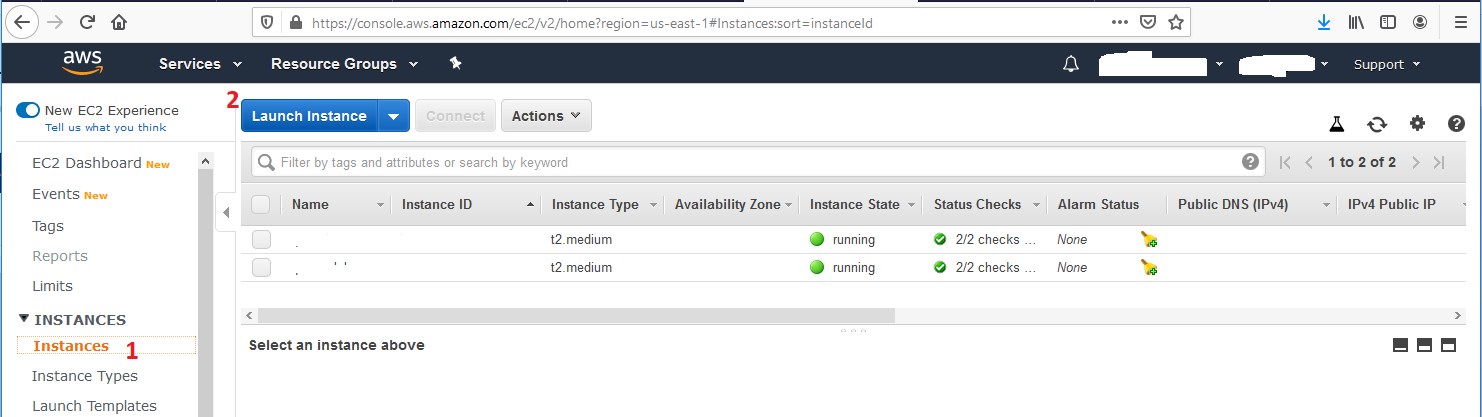 https://console.aws.amazon.com/ec2/v2/home?region=us-east-1#Instances:sort=instanceId
aws Services Resource Groups Support
New EC2 Experience
Tell us what you think
2 Launch Instance Connect Actions
EC2 Dashboard New
Events New
Tags
Reports
Limits
INSTANCES
Instances 1
Instance Types
Launch Templates
Filter by tags and attributes or search by keyword 1 to 2 of 2
Name Instance ID Instance Type Availability Zone Instance State Status Checks Alarm Status Public DNS (IPv4) IPv4 Public IP
t2.medium running 2/2 checks ... None
t2.medium running 2/2 checks ... None
Select an instance above